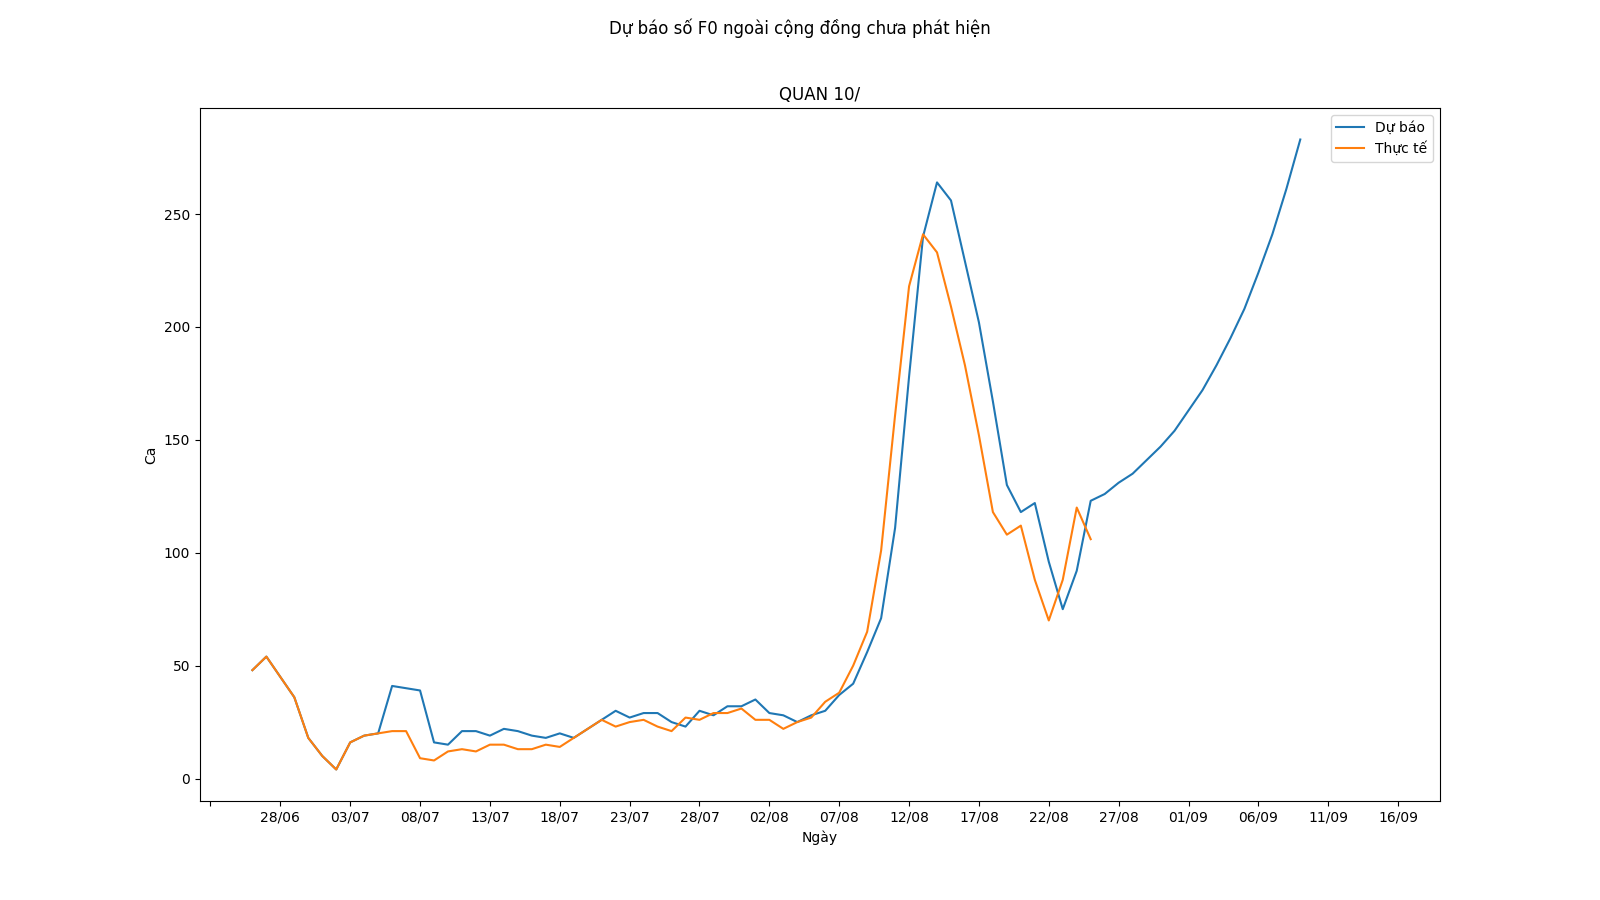 Dự báo số F0 ngoài cộng đồng chưa phát hiện
QUAN 10/
Dự báo
Thực tế
Ca
250
200
150
100
50
0
28/06 03/07 08/07 13/07 18/07 23/07 28/07 02/08 07/08 12/08 17/08 22/08 27/08 01/09 06/09 11/09 16/09
Ngày